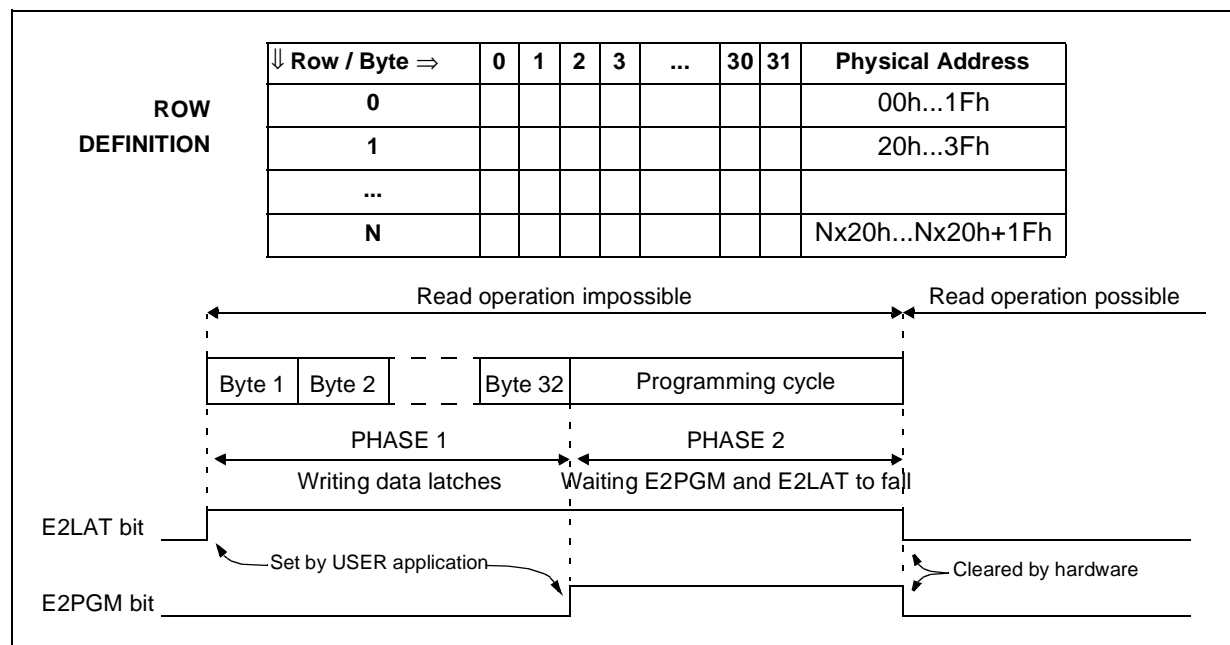 ⇓ Row / Byte ⇒ 0 1 2 3 ... 30 31 Physical Address
ROW
DEFINITION
0 00h...1Fh
1 20h...3Fh
...
N Nx20h...Nx20h+1Fh
Read operation impossible Read operation possible
Byte 1 Byte 2 Byte 32 Programming cycle
PHASE 1 PHASE 2
Writing data latches Waiting E2PGM and E2LAT to fall
E2LAT bit
Set by USER application Cleared by hardware
E2PGM bit